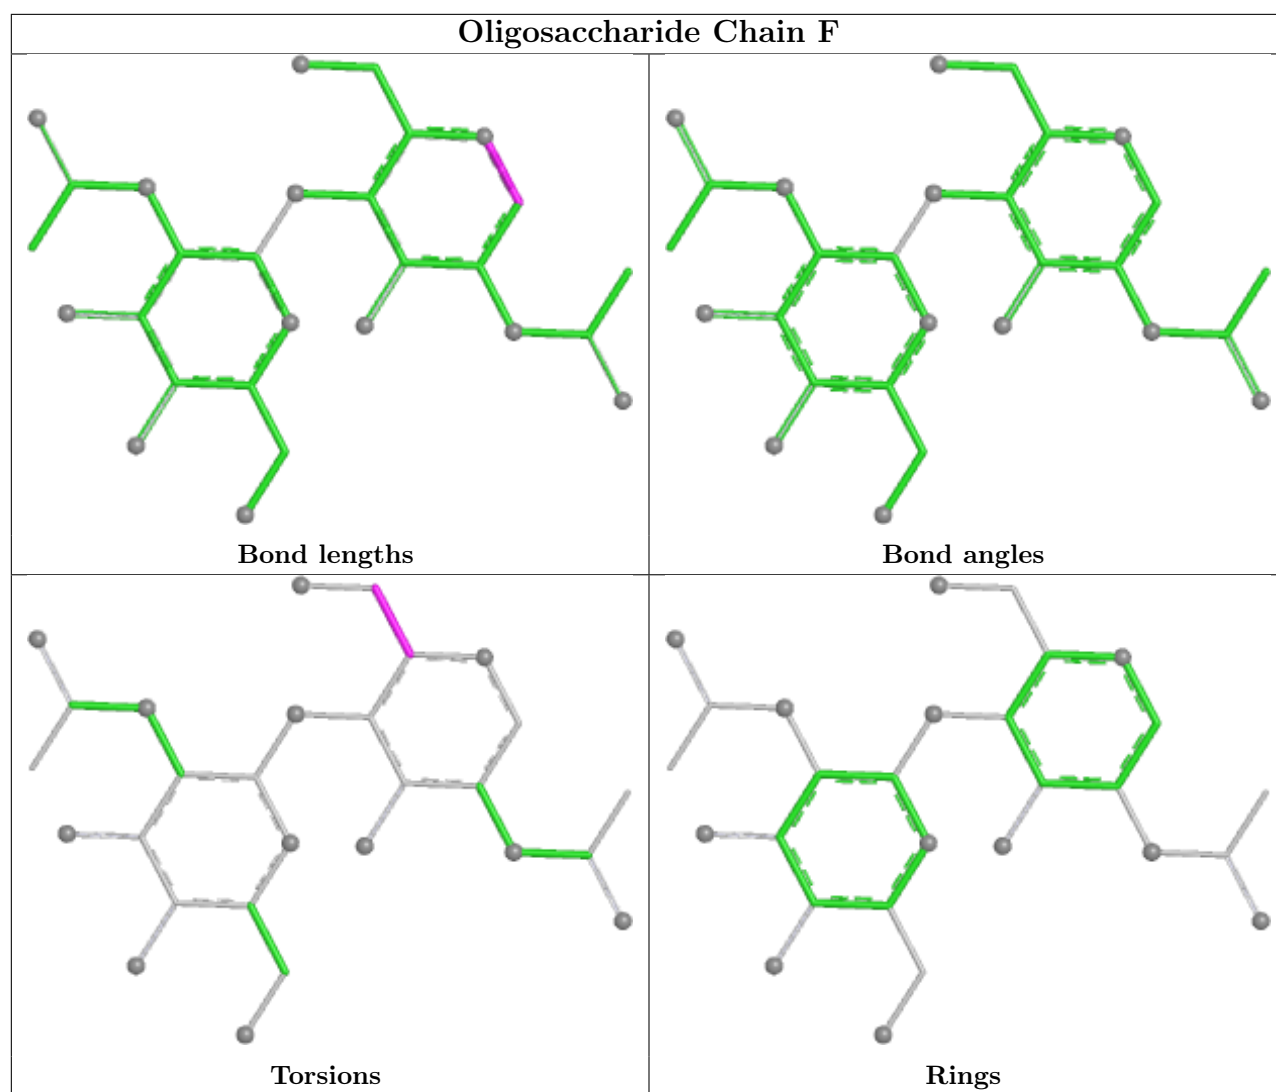 Oligosaccharide Chain F
Bond lengths
Bond angles
Torsions
Rings